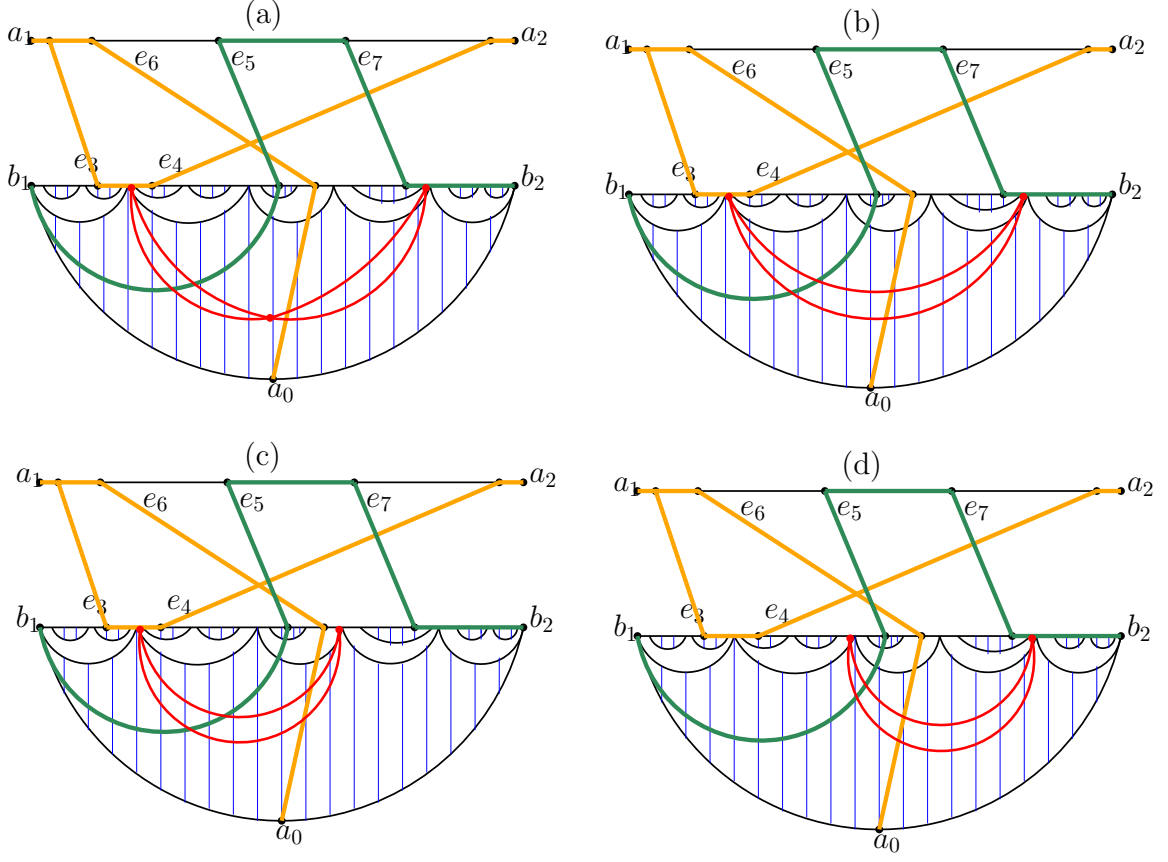 (a)
a₁ a₂
e₆ e₅ e₇
e₃ e₄
b₁ b₂
a₀
(b)
a₁ a₂
e₆ e₅ e₇
e₃ e₄
b₁ b₂
a₀
(c)
a₁ a₂
e₆ e₅ e₇
e₃ e₄
b₁ b₂
a₀
(d)
a₁ a₂
e₆ e₅ e₇
e₃ e₄
b₁ b₂
a₀